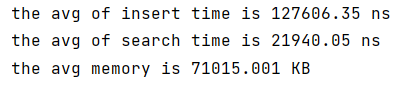 the avg of insert time is 127606.35 ns
the avg of search time is 21940.05 ns
the avg memory is 71015.001 KB